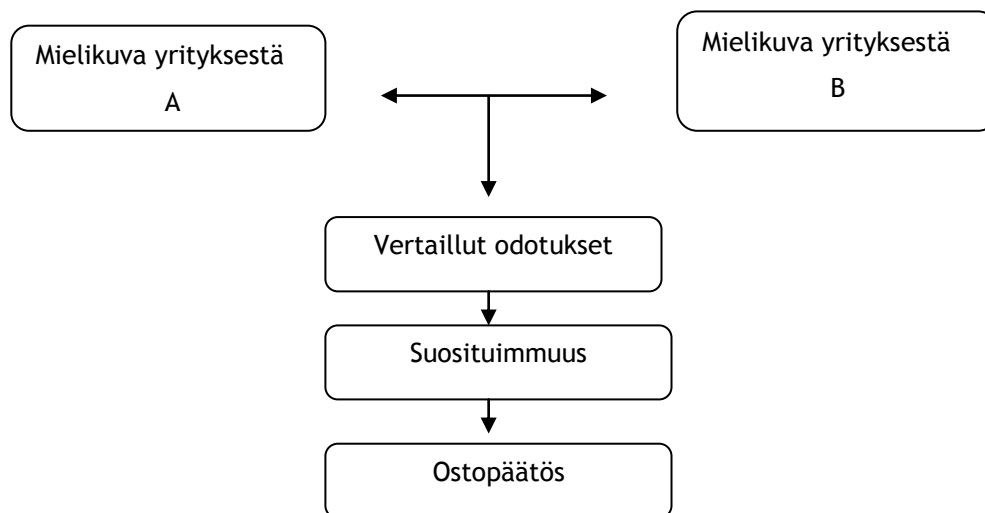 Mielikuva yrityksestä
A
Mielikuva yrityksestä
B
Vertaillut odotukset
Suosituimmuus
Ostopäätös